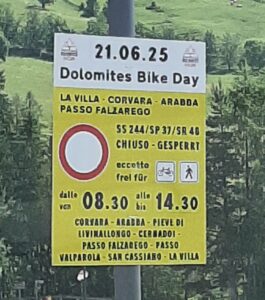 21.06.25
Dolomites Bike Day
LA VILLA - CORVARA - ARABBA
PASSO FALZAREGO
SS 244/SP 37/SR 48
CHIUSO - GESPERRT
eccetto
frei für
dalle
von
08.30
alle
bis
14.30
CORVARA - ARABBA - PIEVE DI
LIVINALLONGO - CERNADOI -
PASSO FALZAREGO - PASSO
VALPAROLA - SAN CASSIANO - LA VILLA